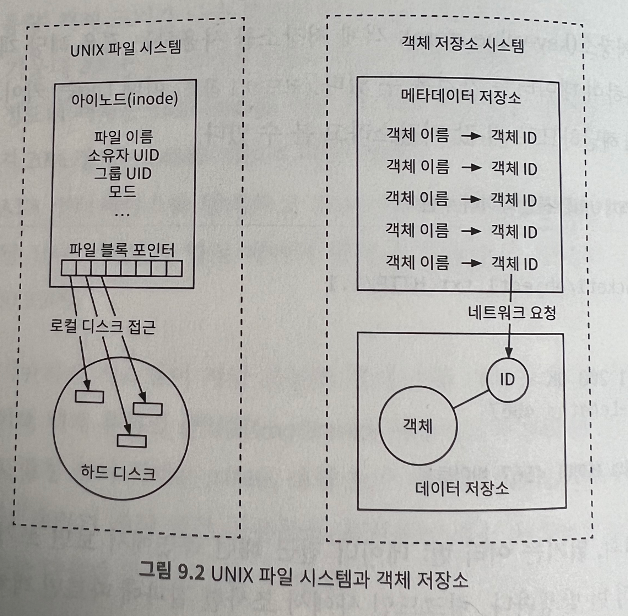 UNIX 파일 시스템
아이노드(inode)
파일 이름
소유자 UID
그룹 UID
모드
...
파일 블록 포인터
로컬 디스크 접근
하드 디스크
객체 저장소 시스템
메타데이터 저장소
객체 이름 → 객체 ID
객체 이름 → 객체 ID
객체 이름 → 객체 ID
객체 이름 → 객체 ID
객체 이름 → 객체 ID
네트워크 요청
ID
객체
데이터 저장소
그림 9.2 UNIX 파일 시스템과 객체 저장소